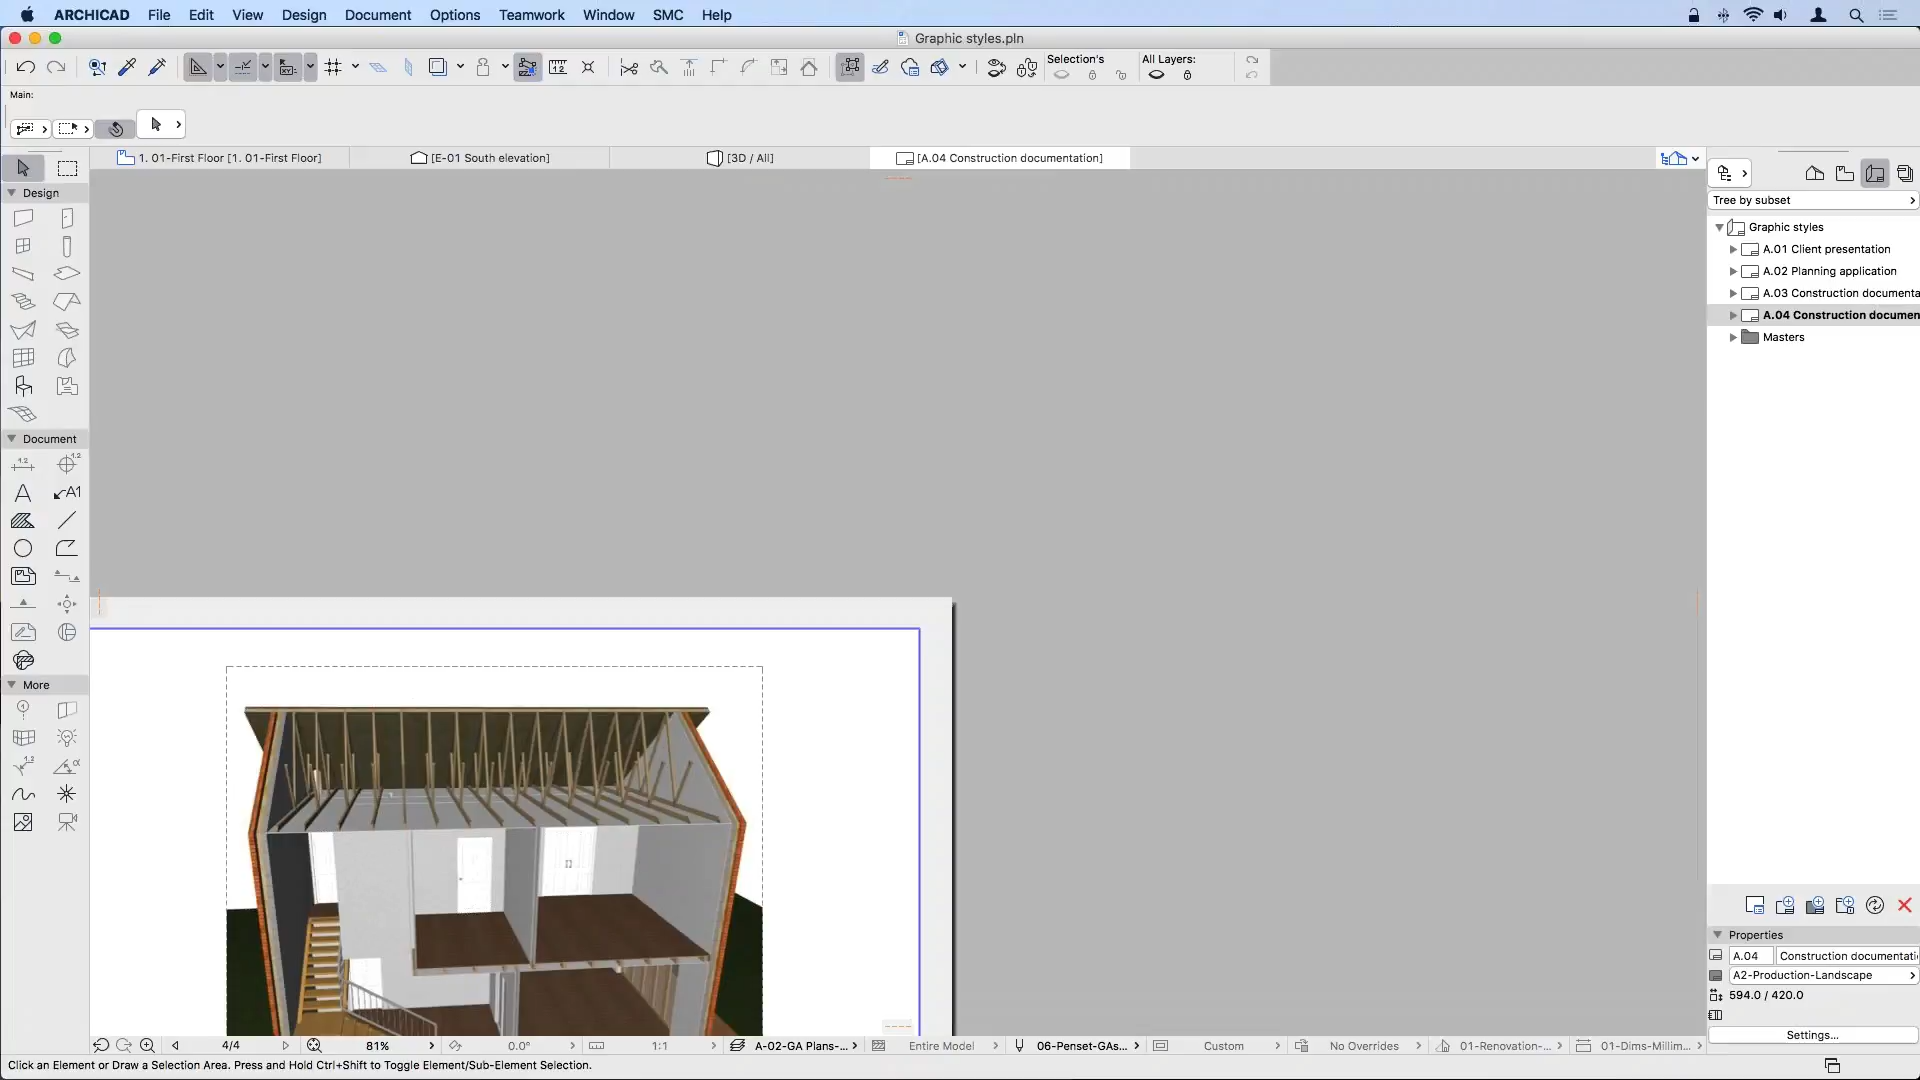 ARCHICAD File Edit View Design Document Options Teamwork Window SMC Help
Graphic styles.pln
Selection's
All Layers:
Main:
1. 01-First Floor [1. 01-First Floor]
[E-01 South elevation]
[3D / All]
[A.04 Construction documentation]
Tree by subset
Graphic styles
A.01 Client presentation
A.02 Planning application
A.03 Construction documenta
A.04 Construction documen
Masters
Design
Document
More
Properties
A.04 Construction documentati
A2-Production-Landscape
594.0 / 420.0
Settings...
4/4 81% 0.0° 1:1 A-02-GA Plans-... Entire Model 06-Penset-GAs... Custom No Overrides 01-Renovation-... 01-Dims-Millim...
Click an Element or Draw a Selection Area. Press and Hold Ctrl+Shift to Toggle Element/Sub-Element Selection.